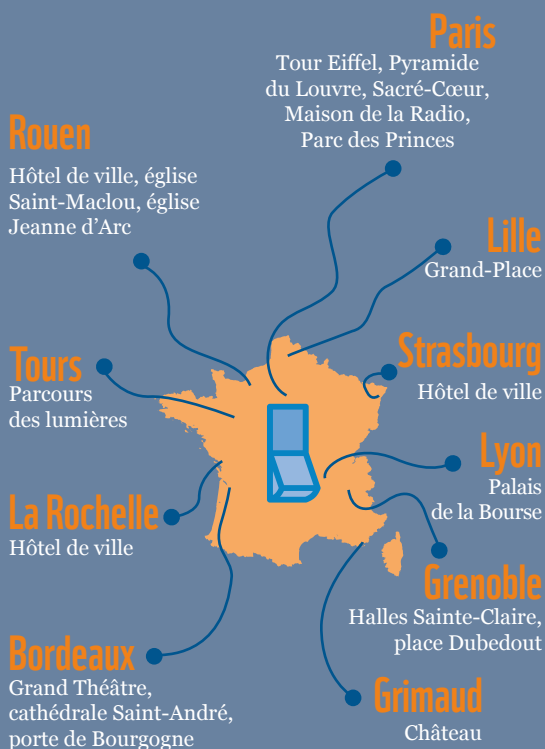 Paris
Tour Eiffel, Pyramide
du Louvre, Sacré-Cœur,
Maison de la Radio,
Parc des Princes
Rouen
Hôtel de ville, église
Saint-Maclou, église
Jeanne d’Arc
Lille
Grand-Place
Tours
Parcours
des lumières
Strasbourg
Hôtel de ville
Lyon
Palais
de la Bourse
La Rochelle
Hôtel de ville
Grenoble
Halles Sainte-Claire,
place Dubedout
Bordeaux
Grand Théâtre,
cathédrale Saint-André,
porte de Bourgogne
Grimaud
Château